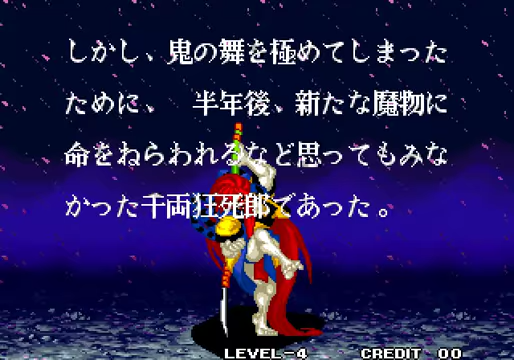 しかし、鬼の舞を極めてしまった
ために、　半年後、新たな魔物に
命をねらわれるなど思ってもみな
かった千両狂死郎であった。
LEVEL-4
CREDIT 00